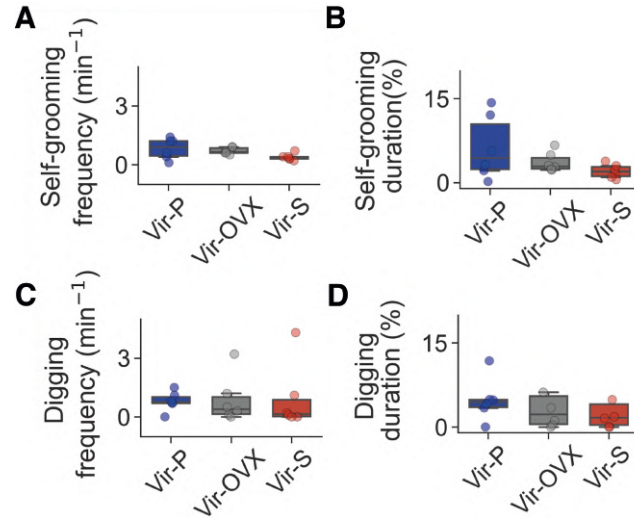 A
Self-grooming
frequency (min⁻¹)
3
0
Vir-P
Vir-OVX
Vir-S
B
Self-grooming
duration(%)
15
0
Vir-P
Vir-OVX
Vir-S
C
Digging
frequency (min⁻¹)
3
0
Vir-P
Vir-OVX
Vir-S
D
Digging
duration (%)
15
0
Vir-P
Vir-OVX
Vir-S